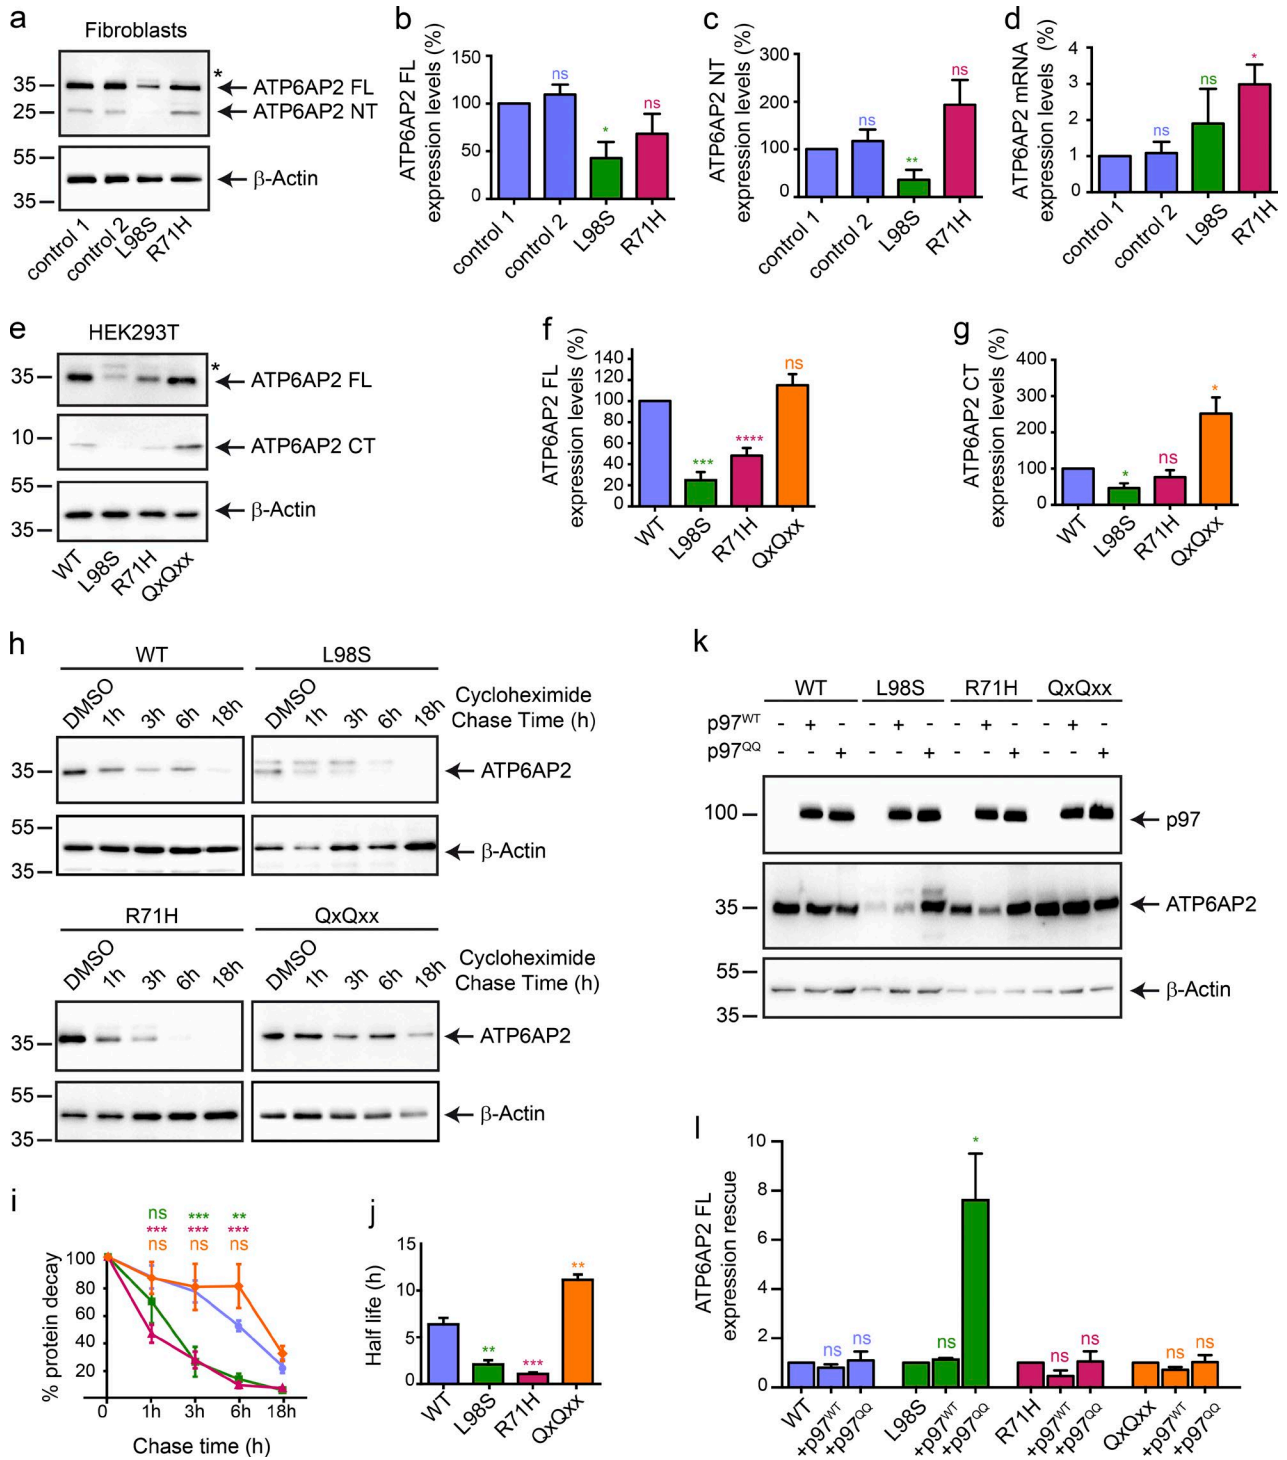 a
Fibroblasts
35
25
55
35
*
ATP6AP2 FL
ATP6AP2 NT
β-Actin
control 1
control 2
L98S
R71H
b
ATP6AP2 FL
expression levels (%)
150
100
50
0
ns
*
ns
control 1
control 2
L98S
R71H
c
ATP6AP2 NT
expression levels (%)
300
200
100
0
ns
**
ns
control 1
control 2
L98S
R71H
d
ATP6AP2 mRNA
expression levels (%)
4
3
2
1
0
ns
ns
*
control 1
control 2
L98S
R71H
e
HEK293T
35
10
55
35
*
ATP6AP2 FL
ATP6AP2 CT
β-Actin
WT
L98S
R71H
QxQxx
f
ATP6AP2 FL
expression levels (%)
140
120
100
80
60
40
20
0
***
****
ns
WT
L98S
R71H
QxQxx
g
ATP6AP2 CT
expression levels (%)
400
300
200
100
0
*
ns
*
WT
L98S
R71H
QxQxx
h
WT
L98S
DMSO 1h 3h 6h 18h
DMSO 1h 3h 6h 18h
Cycloheximide
Chase Time (h)
35
55
35
ATP6AP2
β-Actin
R71H
QxQxx
DMSO 1h 3h 6h 18h
DMSO 1h 3h 6h 18h
Cycloheximide
Chase Time (h)
35
55
35
ATP6AP2
β-Actin
i
% protein decay
100
80
60
40
20
ns *** **
*** *** ***
ns ns ns
0 1h 3h 6h 18h
Chase time (h)
j
Half life (h)
15
10
5
0
**
***
**
WT
L98S
R71H
QxQxx
k
WT L98S R71H QxQxx
p97WT - + - + - + - +
p97QQ - + - + - + - +
100
35
55
35
p97
ATP6AP2
β-Actin
l
ATP6AP2 FL
expression rescue
10
8
6
4
2
0
ns ns
ns *
ns ns
ns ns
WT
+p97WT
+p97QQ
L98S
+p97WT
+p97QQ
R71H
+p97WT
+p97QQ
QxQxx
+p97WT
+p97QQ